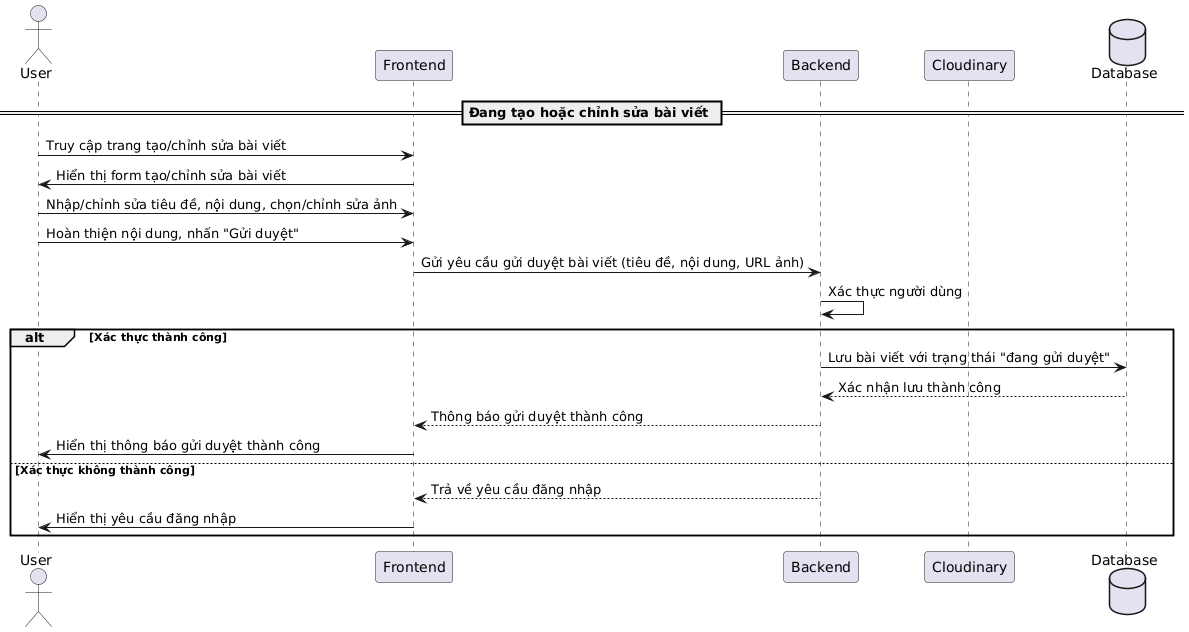 User
Frontend
Backend
Cloudinary
Database
Đang tạo hoặc chỉnh sửa bài viết
Truy cập trang tạo/chỉnh sửa bài viết
Hiển thị form tạo/chỉnh sửa bài viết
Nhập/chỉnh sửa tiêu đề, nội dung, chọn/chỉnh sửa ảnh
Hoàn thiện nội dung, nhấn "Gửi duyệt"
Gửi yêu cầu gửi duyệt bài viết (tiêu đề, nội dung, URL ảnh)
Xác thực người dùng
alt [Xác thực thành công]
Lưu bài viết với trạng thái "đang gửi duyệt"
Xác nhận lưu thành công
Thông báo gửi duyệt thành công
Hiển thị thông báo gửi duyệt thành công
[Xác thực không thành công]
Trả về yêu cầu đăng nhập
Hiển thị yêu cầu đăng nhập
User
Frontend
Backend
Cloudinary
Database